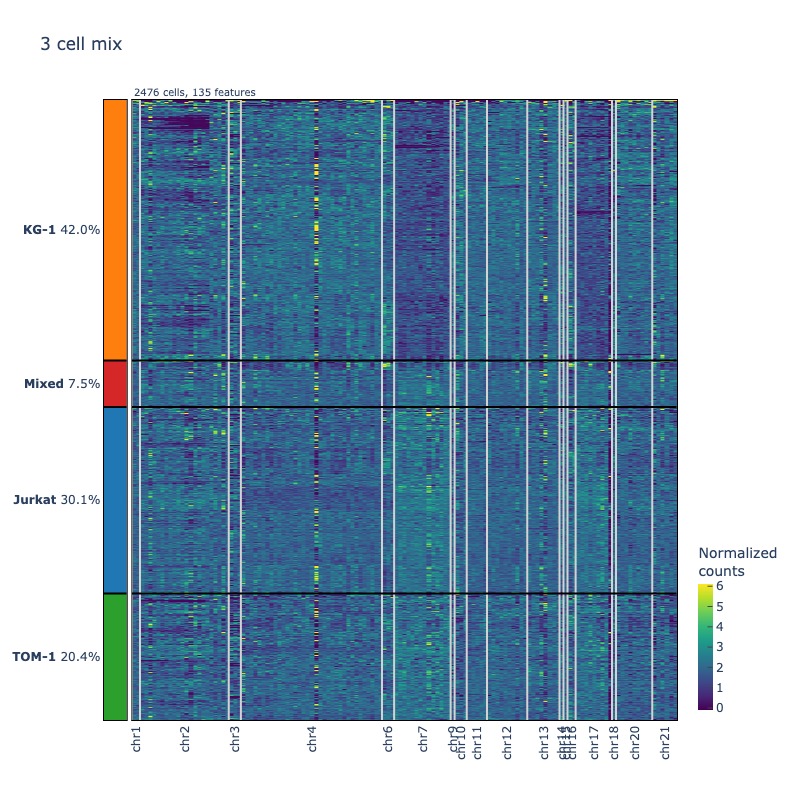 3 cell mix
2476 cells, 135 features
KG-1 42.0%
Mixed 7.5%
Jurkat 30.1%
TOM-1 20.4%
Normalized
counts
6
5
4
3
2
1
0
chr1
chr2
chr3
chr4
chr6
chr7
chr9
chr10
chr11
chr12
chr13
chr14
chr15
chr16
chr17
chr18
chr20
chr21